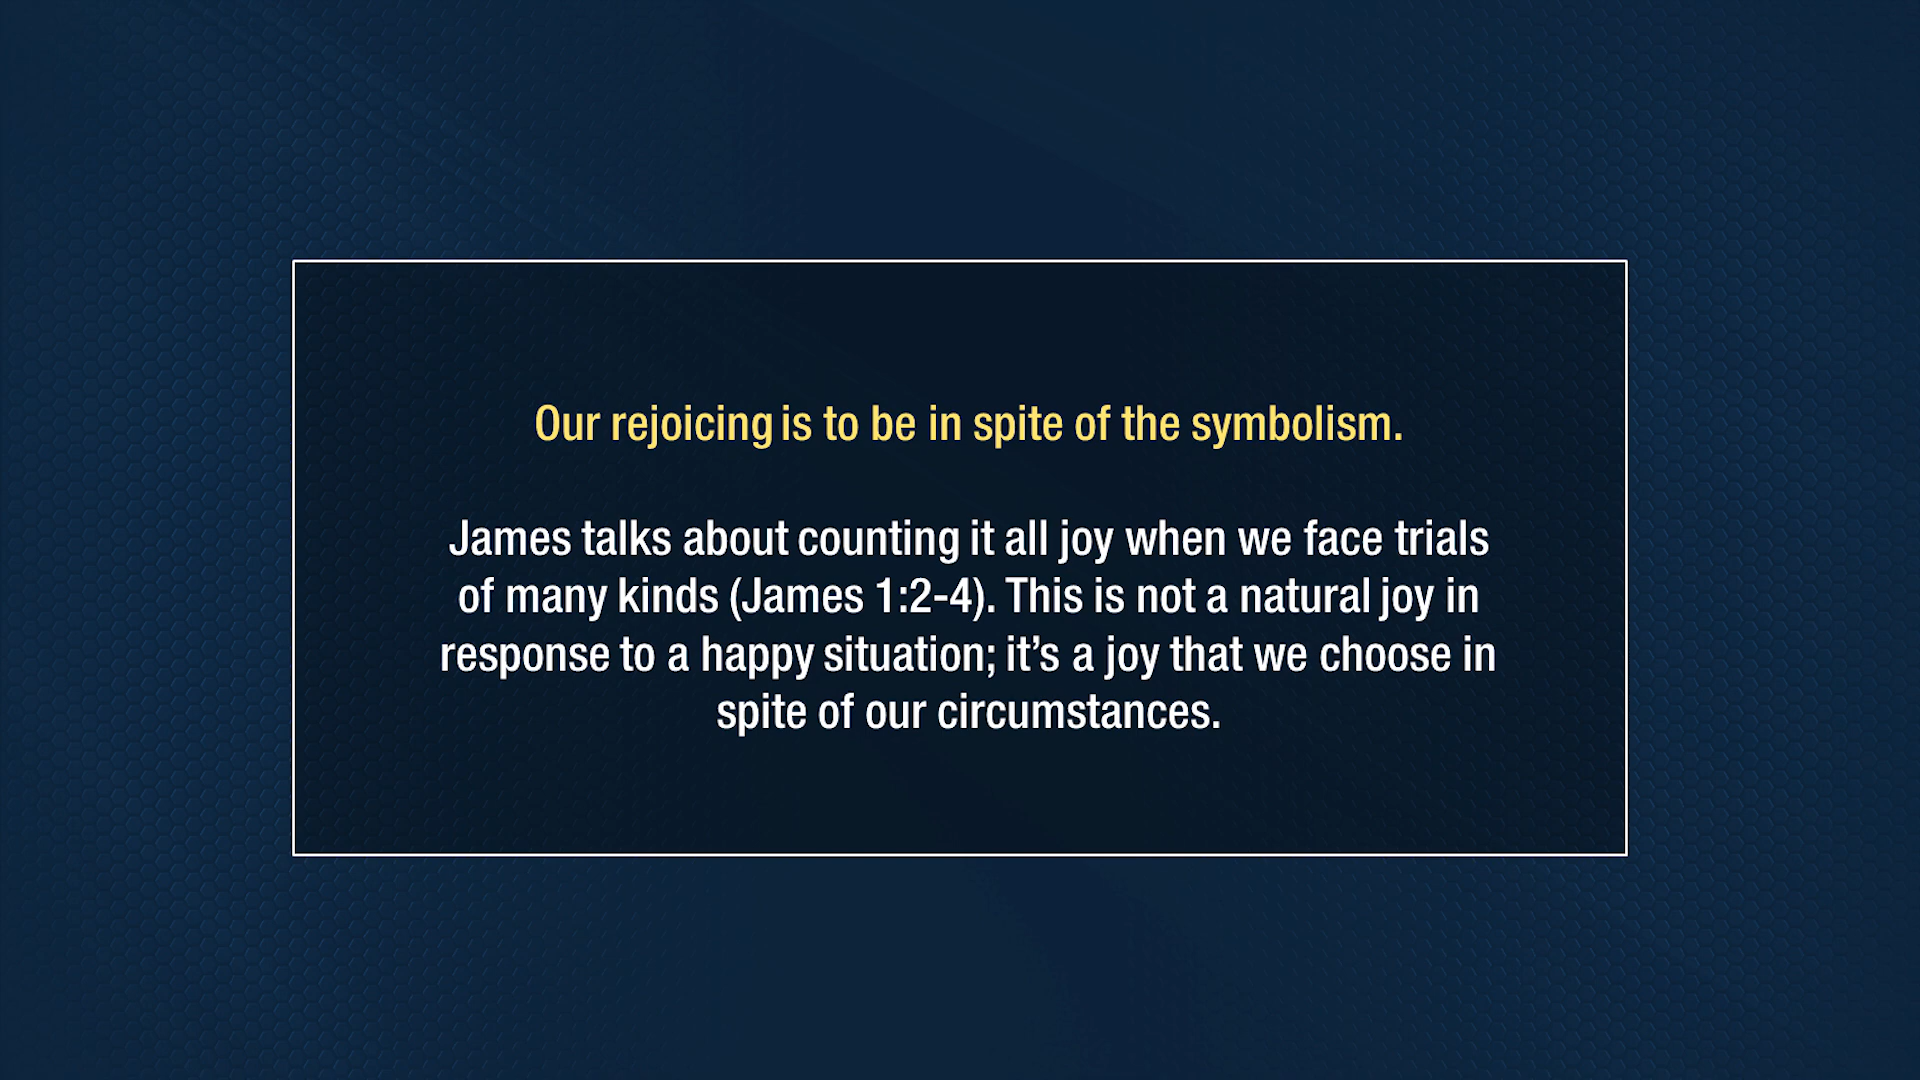 Our rejoicing is to be in spite of the symbolism.
James talks about counting it all joy when we face trials
of many kinds (James 1:2-4). This is not a natural joy in
response to a happy situation; it’s a joy that we choose in
spite of our circumstances.